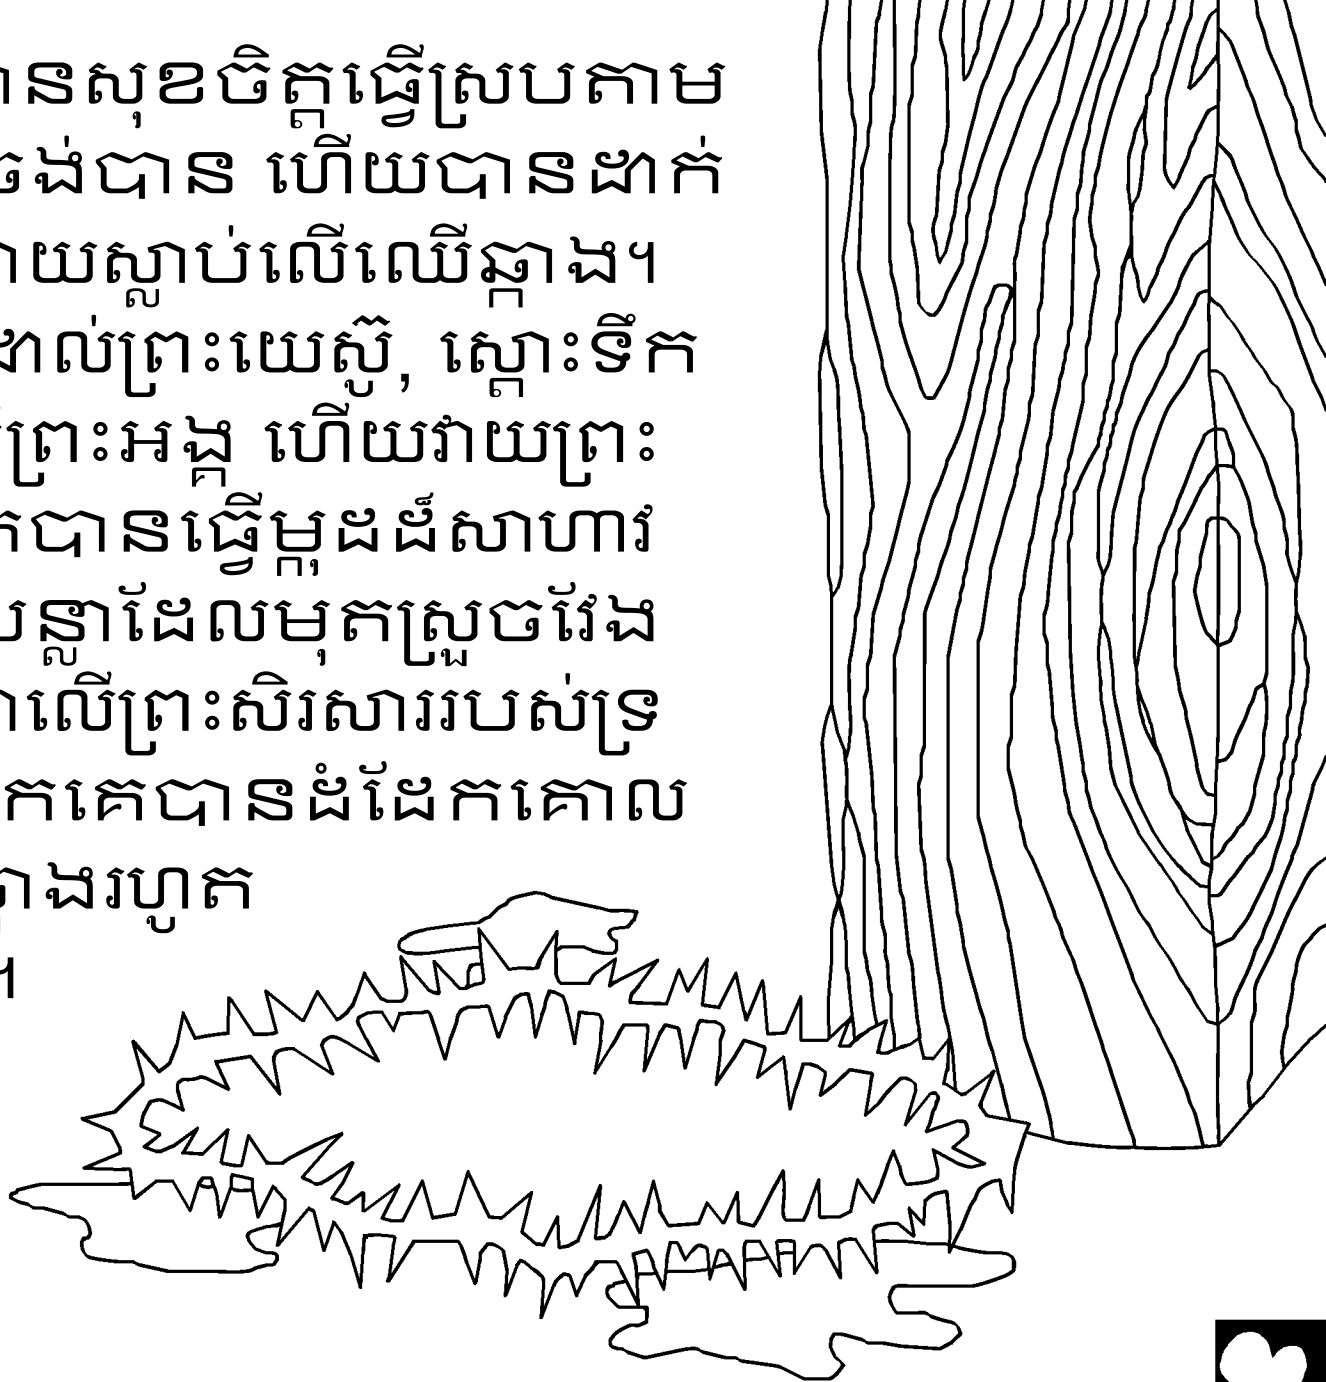 ានសុខចិត្តធ្វើស្របតាម
ចង់បាន ហើយបានដាក់
ាយស្លាប់លើឈើឆ្កាង។
ដាល់ព្រះយេស៊ូ, ស្តោះទឹក
ព្រះអង្គ ហើយវាយព្រះ
កបានធ្វើម្កុដដ៏សាហាវ
បន្លាដែលមុតស្រួចវែង
ាលើព្រះសិរសាររបស់ទ្រ
កគេបានដំដែកគោល
ាងរហូត
។